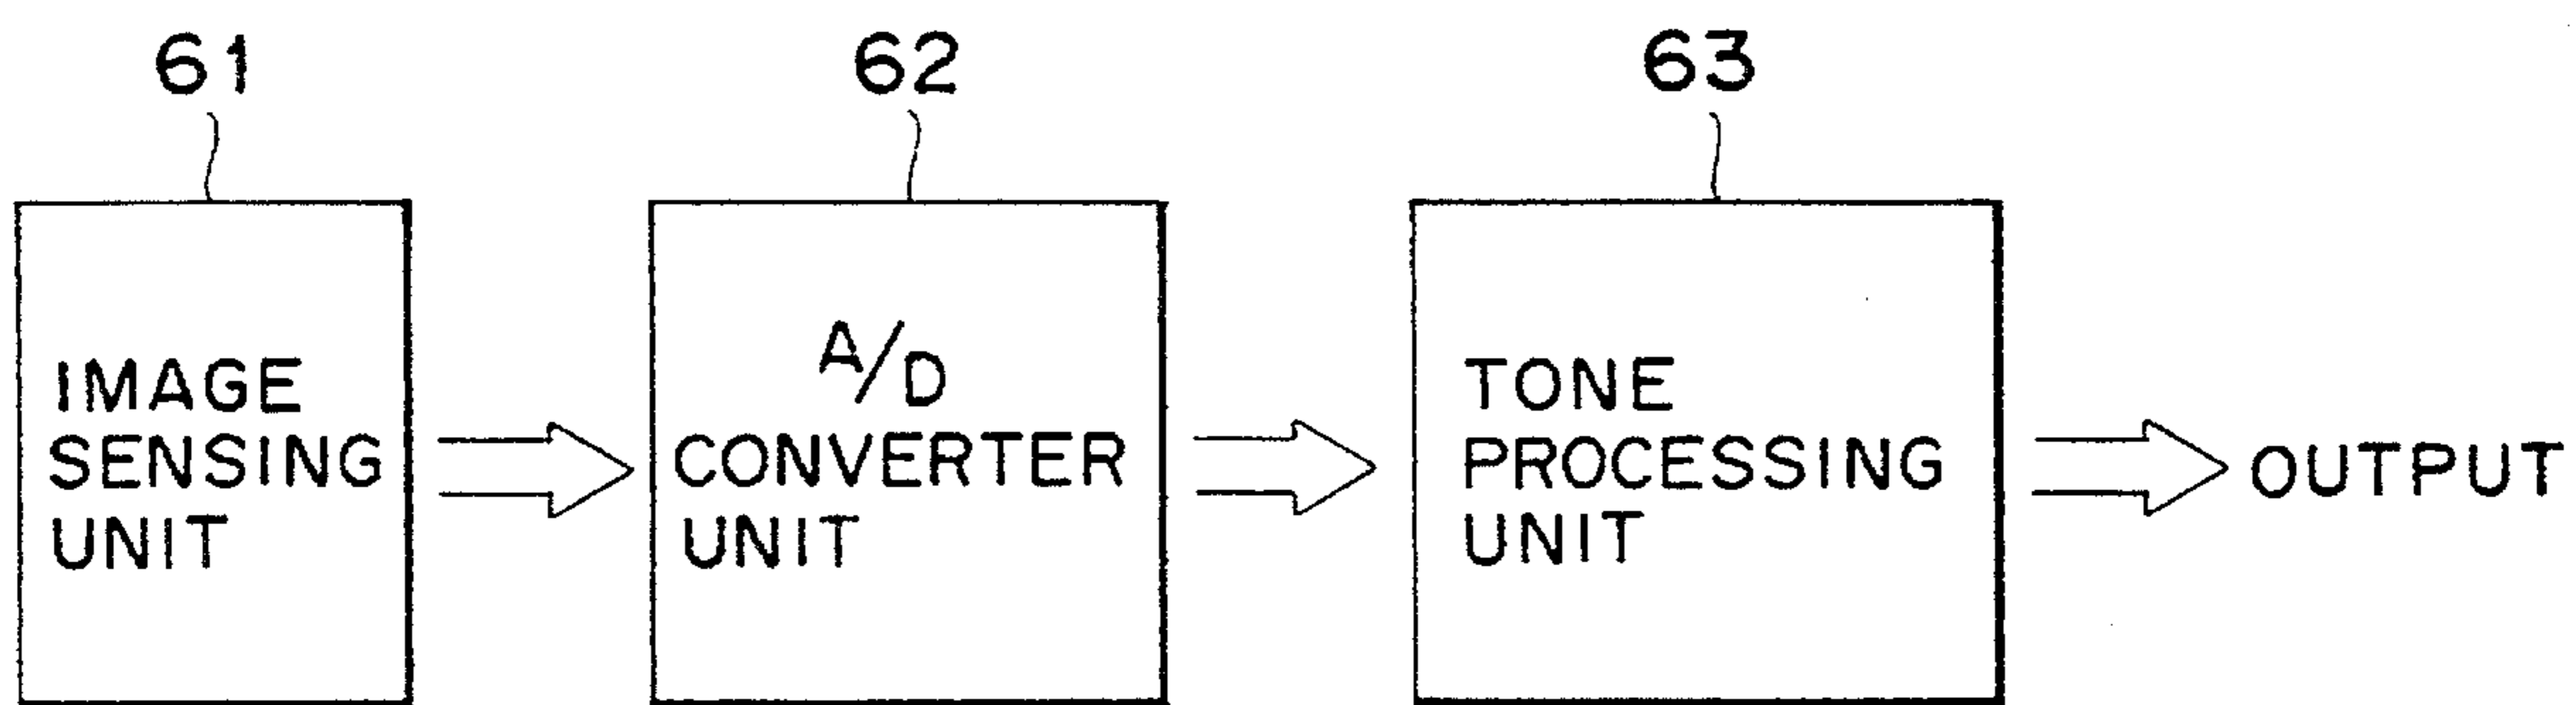 61
62
63
IMAGE
SENSING
UNIT
A/D
CONVERTER
UNIT
TONE
PROCESSING
UNIT
OUTPUT